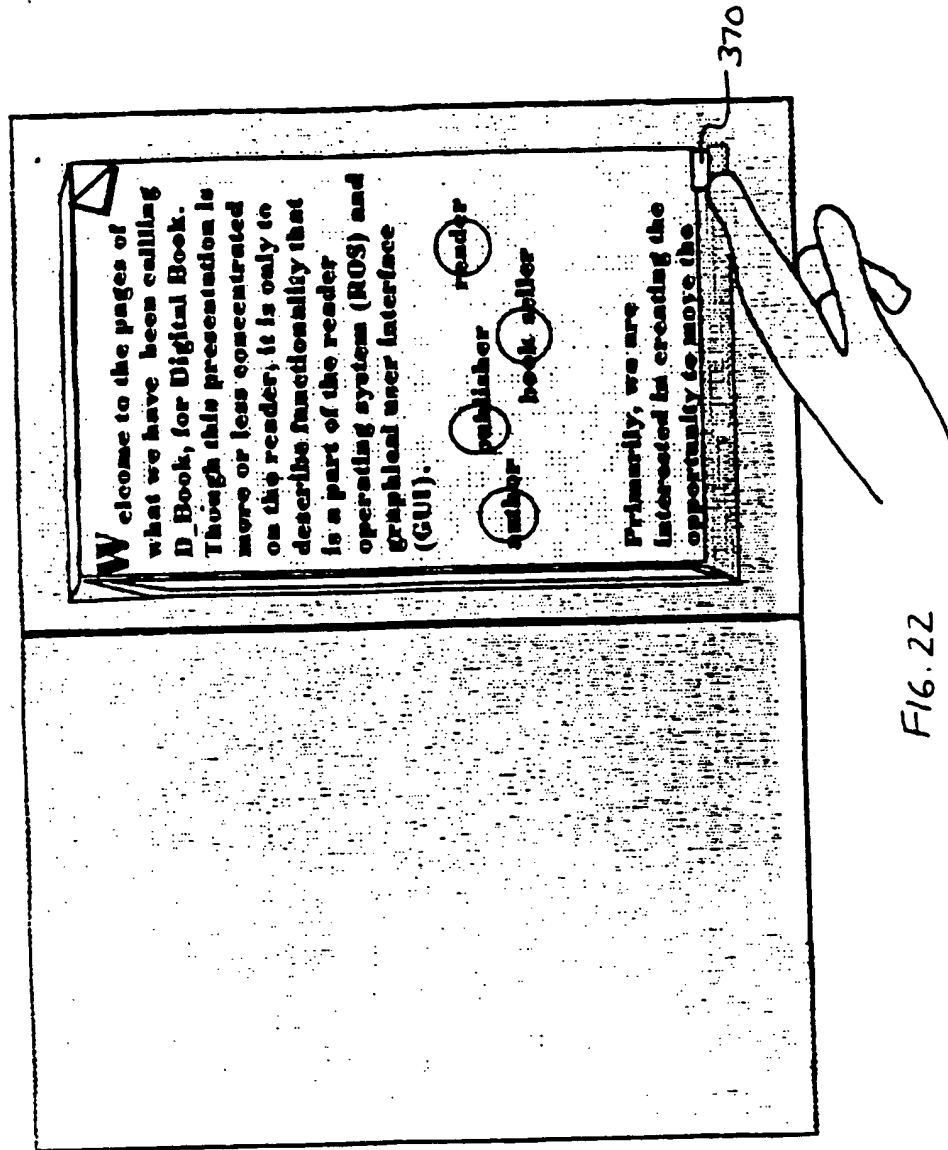 Welcome to the pages of
what we have been calling
D_Book, for Digital Book.
Though this presentation is
more or less concentrated
on the reader, it is only to
describe functionality that
is a part of the reader
operating system (ROS) and
graphical user interface
(GUI).
author publisher book seller reader
Primarily, we are
interested in creating the
opportunity to move the
370
FIG. 22